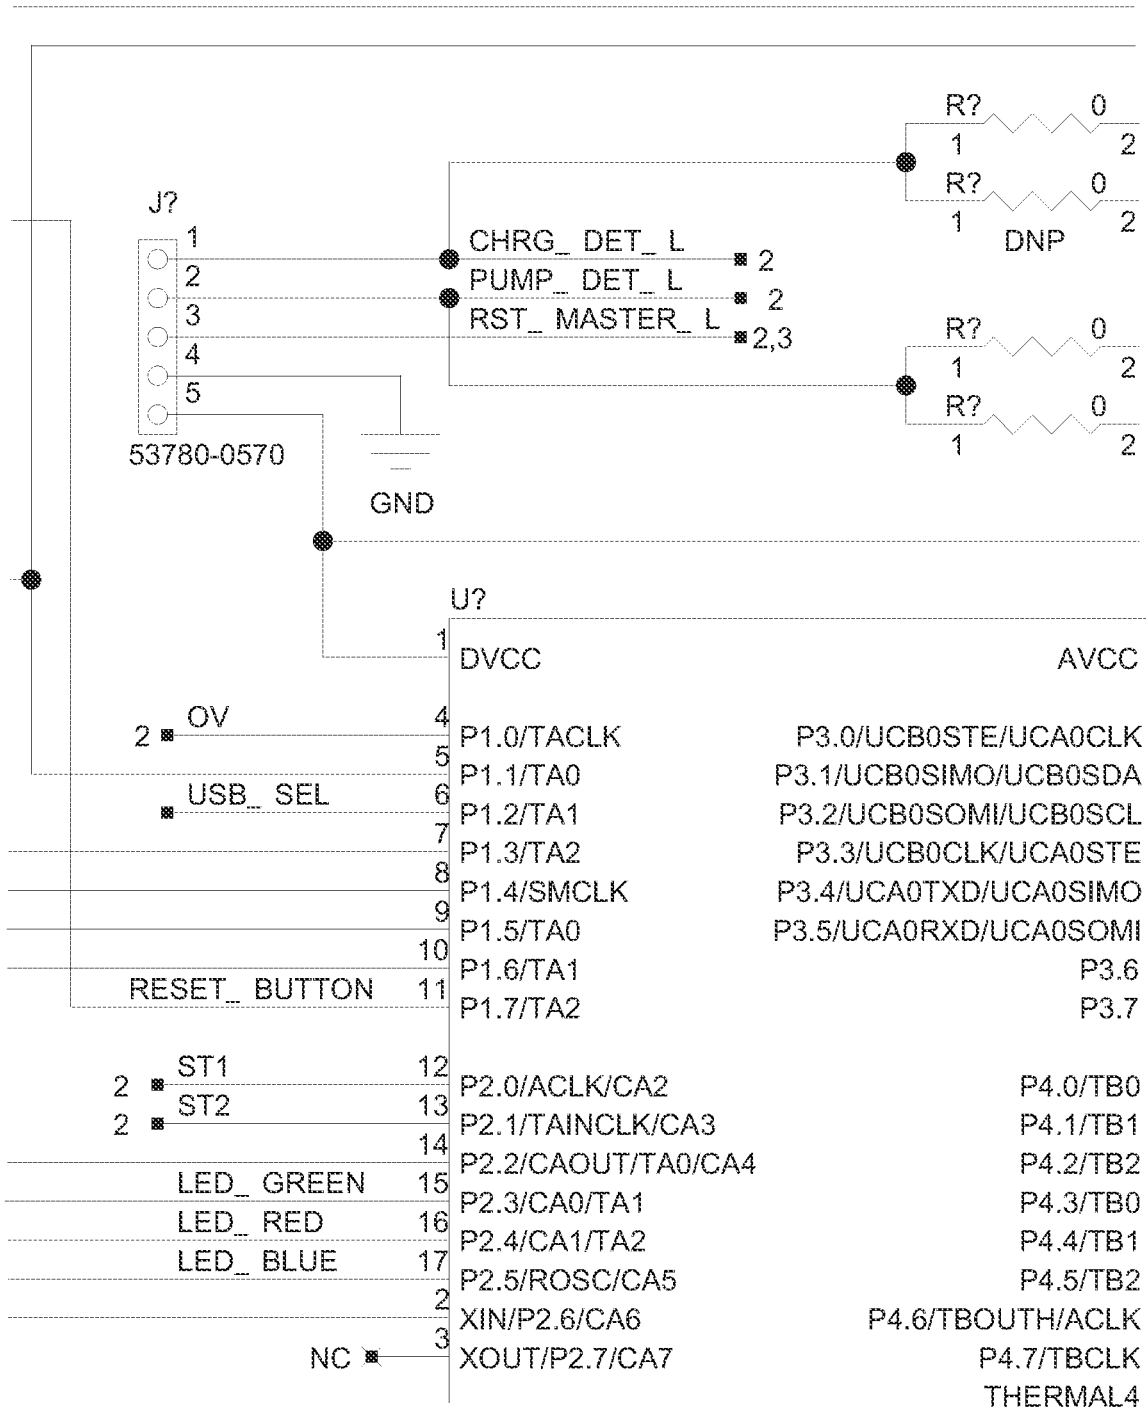 R? 0
1 2
R? 0
1 2
DNP
J?
1
CHRG_ DET_ L 2
2
PUMP_ DET_ L 2
3
RST_ MASTER_ L 2,3
4
5
53780-0570
GND
R? 0
1 2
R? 0
1 2
U?
1 DVCC AVCC
2 OV 4 P1.0/TACLK P3.0/UCB0STE/UCA0CLK
5 P1.1/TA0 P3.1/UCB0SIMO/UCB0SDA
USB_ SEL 6 P1.2/TA1 P3.2/UCB0SOMI/UCB0SCL
7 P1.3/TA2 P3.3/UCB0CLK/UCA0STE
8 P1.4/SMCLK P3.4/UCA0TXD/UCA0SIMO
9 P1.5/TA0 P3.5/UCA0RXD/UCA0SOMI
10 P1.6/TA1 P3.6
RESET_ BUTTON 11 P1.7/TA2 P3.7
2 ST1 12 P2.0/ACLK/CA2 P4.0/TB0
2 ST2 13 P2.1/TAINCLK/CA3 P4.1/TB1
14 P2.2/CAOUT/TA0/CA4 P4.2/TB2
LED_ GREEN 15 P2.3/CA0/TA1 P4.3/TB0
LED_ RED 16 P2.4/CA1/TA2 P4.4/TB1
LED_ BLUE 17 P2.5/ROSC/CA5 P4.5/TB2
2 XIN/P2.6/CA6 P4.6/TBOUTH/ACLK
NC 3 XOUT/P2.7/CA7 P4.7/TBCLK
THERMAL4